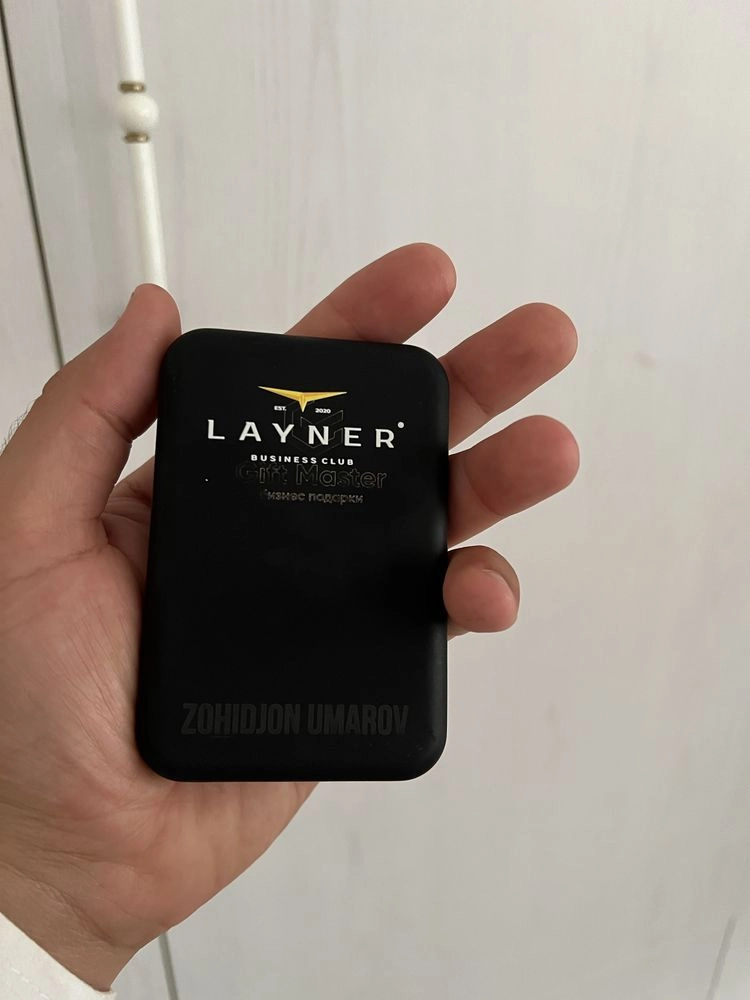 EST. 2020
LAYNER
BUSINESS CLUB
Gift Master
бизнес подарки
ZOHIDJON UMAROV